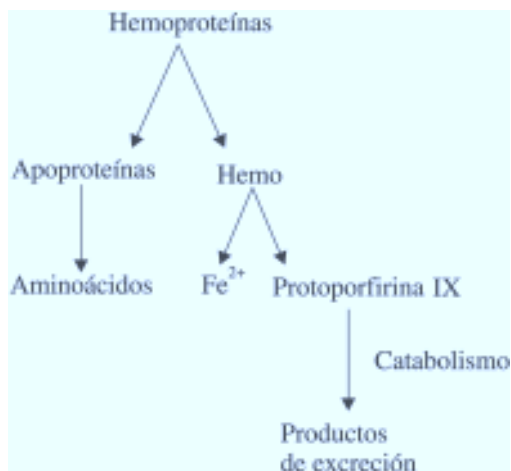 Hemoproteínas
Apoproteínas
Hemo
Aminoácidos
Fe2+
Protoporfirina IX
Catabolismo
Productos
de excreción